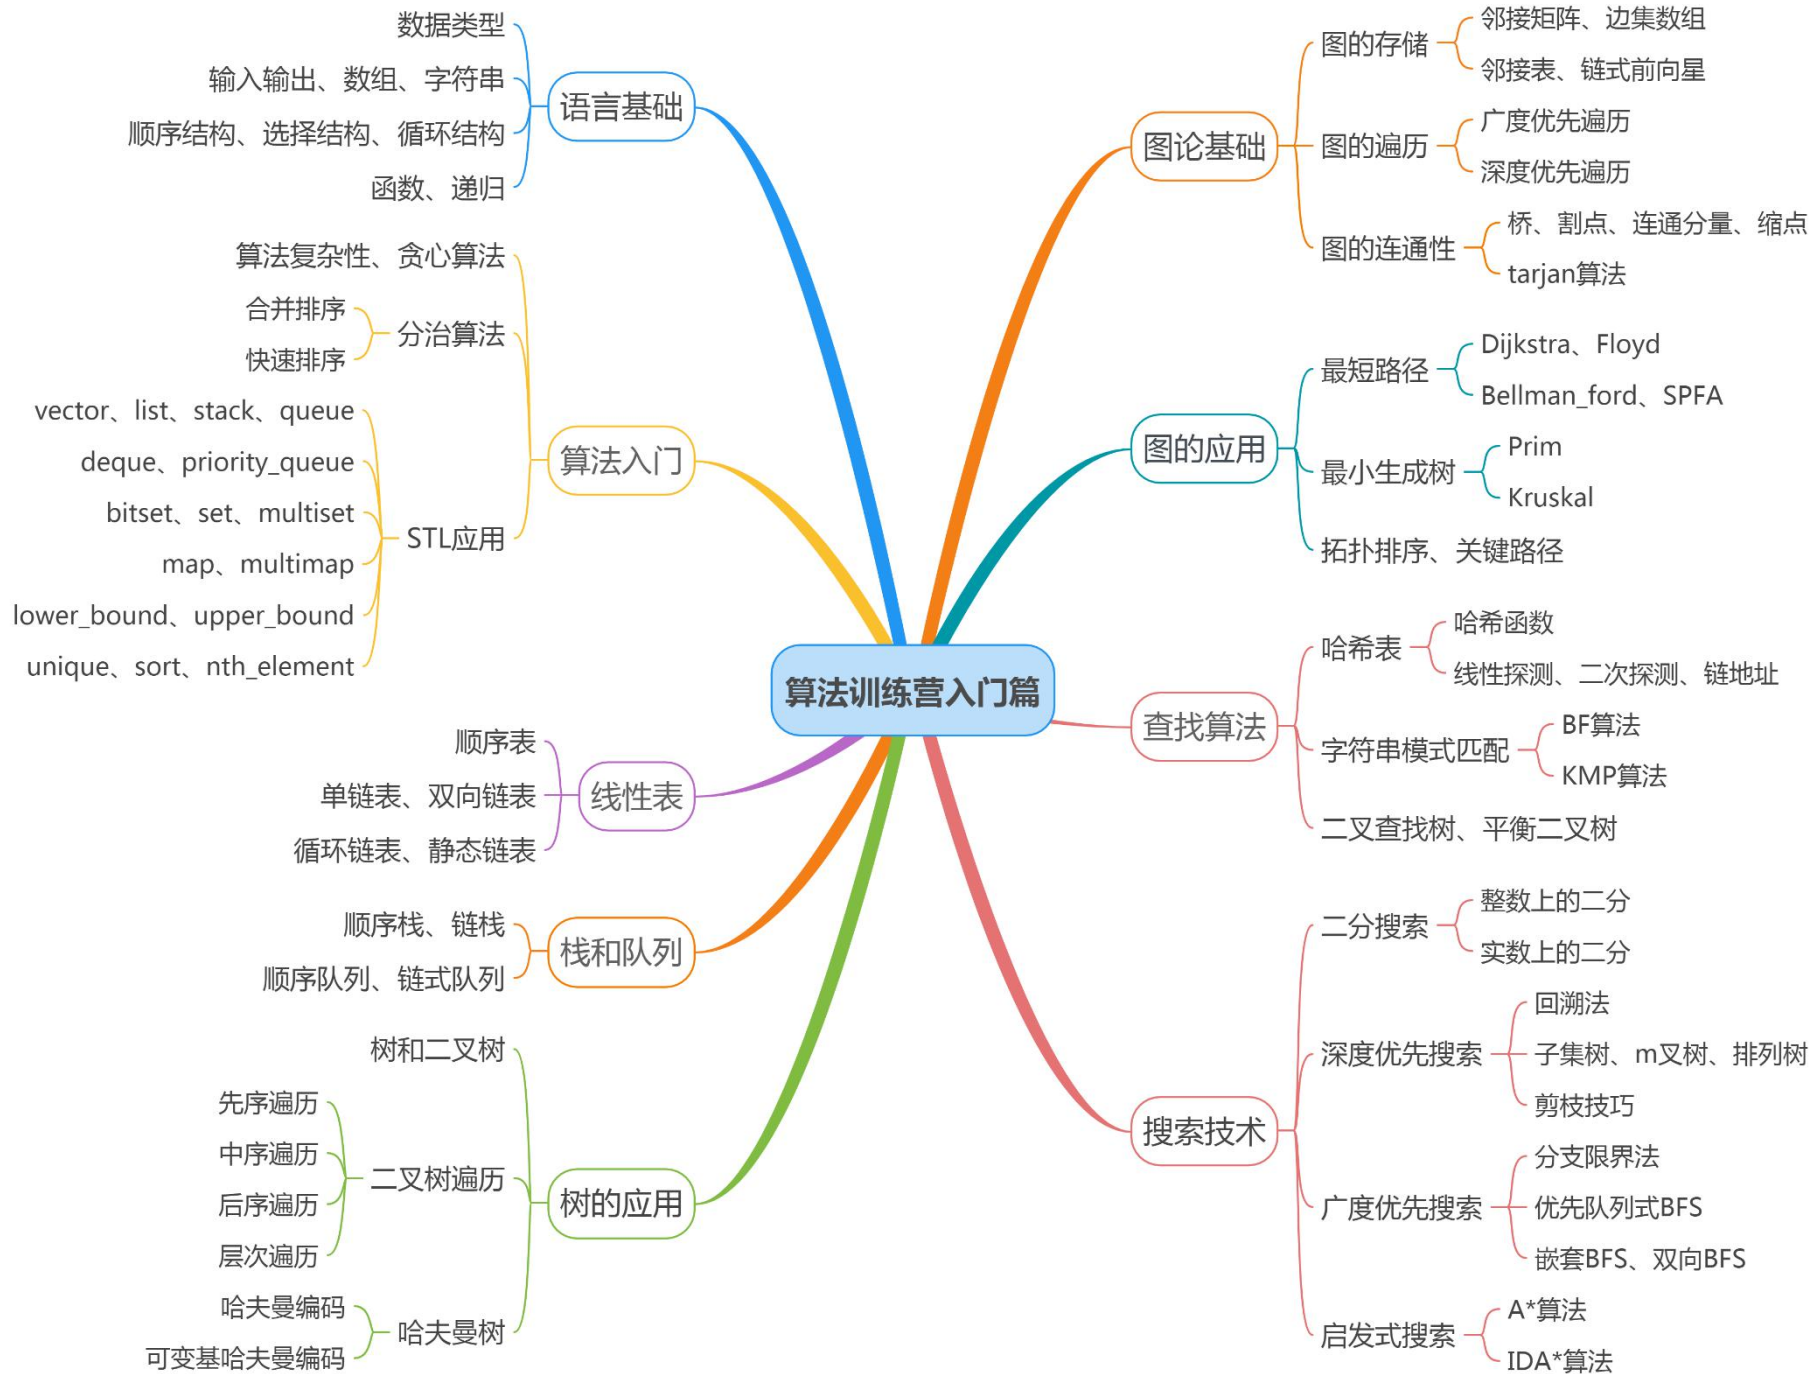 算法训练营入门篇
语言基础
数据类型
输入输出、数组、字符串
顺序结构、选择结构、循环结构
函数、递归
算法入门
算法复杂性、贪心算法
分治算法
合并排序
快速排序
STL应用
vector、list、stack、queue
deque、priority_queue
bitset、set、multiset
map、multimap
lower_bound、upper_bound
unique、sort、nth_element
线性表
顺序表
单链表、双向链表
循环链表、静态链表
栈和队列
顺序栈、链栈
顺序队列、链式队列
树的应用
树和二叉树
二叉树遍历
先序遍历
中序遍历
后序遍历
层次遍历
哈夫曼树
哈夫曼编码
可变基哈夫曼编码
图论基础
图的存储
邻接矩阵、边集数组
邻接表、链式前向星
图的遍历
广度优先遍历
深度优先遍历
图的连通性
桥、割点、连通分量、缩点
tarjan算法
图的应用
最短路径
Dijkstra、Floyd
Bellman_ford、SPFA
最小生成树
Prim
Kruskal
拓扑排序、关键路径
查找算法
哈希表
哈希函数
线性探测、二次探测、链地址
字符串模式匹配
BF算法
KMP算法
二叉查找树、平衡二叉树
搜索技术
二分搜索
整数上的二分
实数上的二分
深度优先搜索
回溯法
子集树、m叉树、排列树
剪枝技巧
广度优先搜索
分支限界法
优先队列式BFS
嵌套BFS、双向BFS
启发式搜索
A*算法
IDA*算法